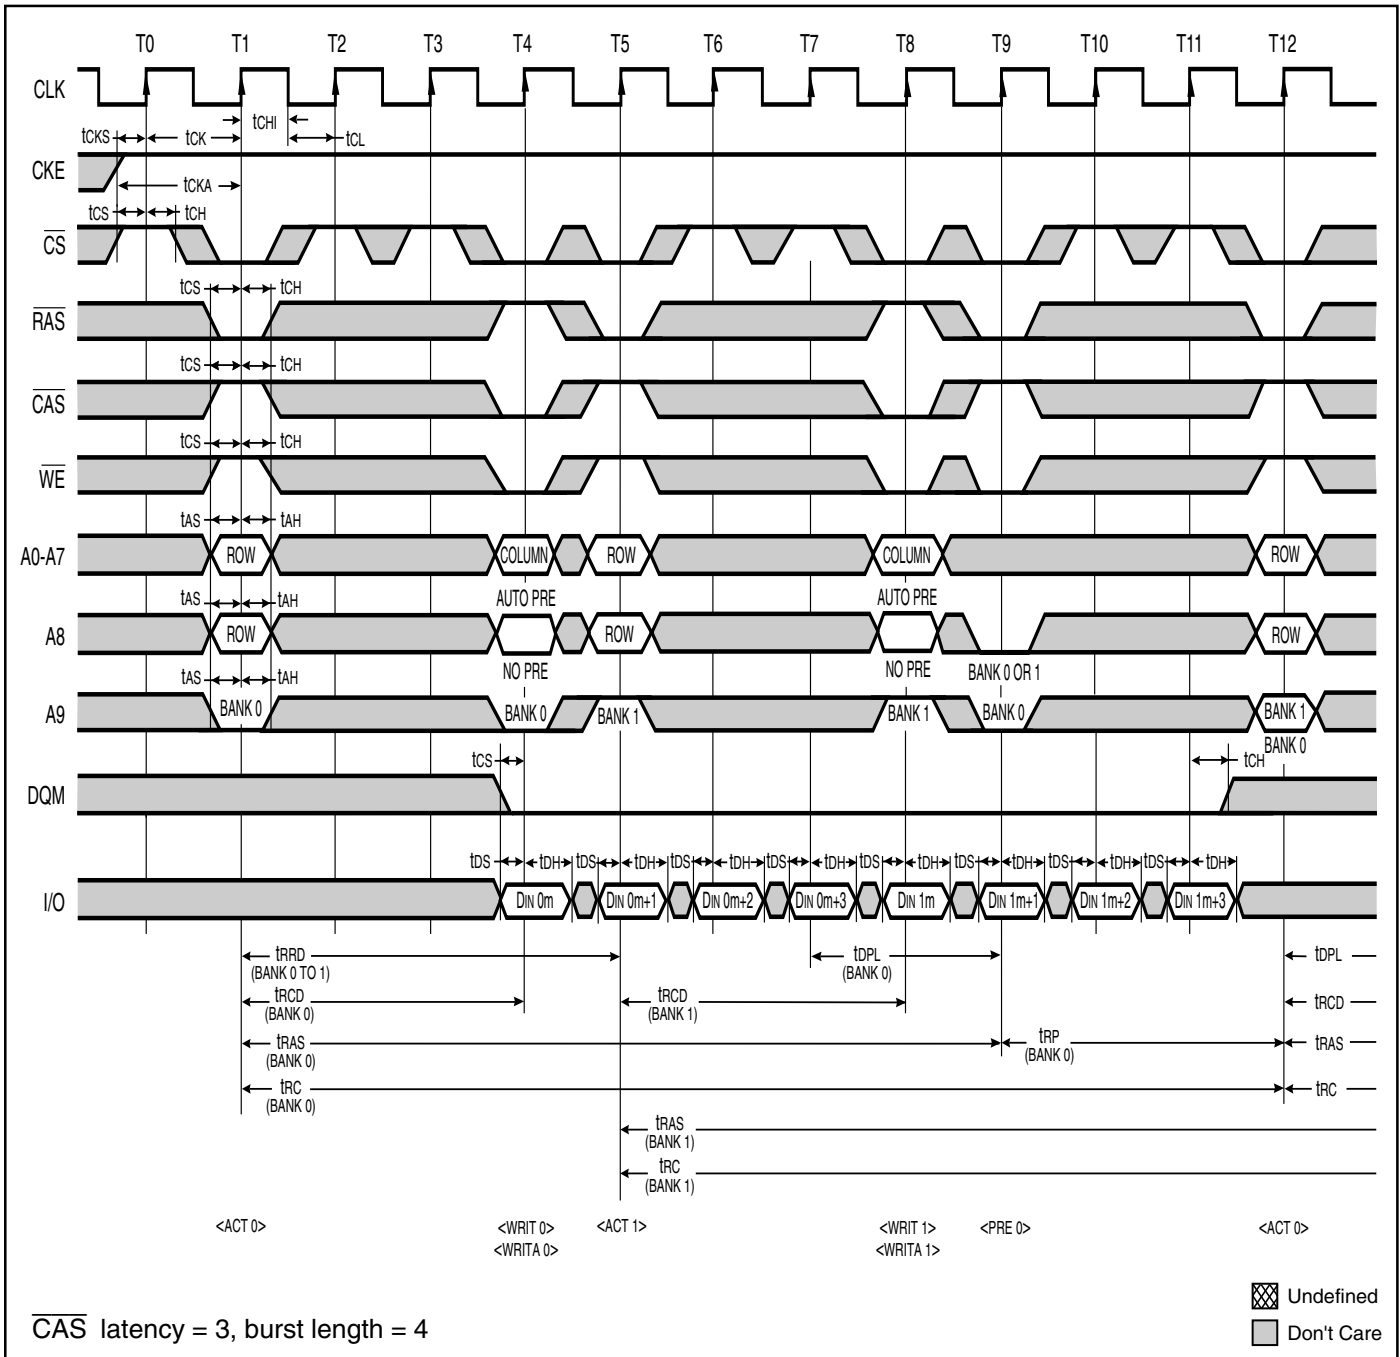 T0 T1 T2 T3 T4 T5 T6 T7 T8 T9 T10 T11 T12
CLK
tCHI
tCKS tCK tCL
CKE
tCKA
tCS tCH
CS
tCS tCH
RAS
tCS tCH
CAS
tCS tCH
WE
tAS tAH
A0-A7 ROW COLUMN ROW COLUMN ROW
tAS tAH AUTO PRE AUTO PRE
A8 ROW ROW ROW
NO PRE NO PRE BANK 0 OR 1
tAS tAH
A9 BANK 0 BANK 0 BANK 1 BANK 1 BANK 0 BANK 1
BANK 0
tCS tCH
DQM
tDS tDH tDS tDH tDS tDH tDS tDH tDS tDH tDS tDH tDS tDH tDS tDH
I/O DIN 0m DIN 0m+1 DIN 0m+2 DIN 0m+3 DIN 1m DIN 1m+1 DIN 1m+2 DIN 1m+3
tRRD tDPL tDPL
(BANK 0 TO 1) (BANK 0)
tRCD tRCD tRCD
(BANK 0) (BANK 1)
tRAS tRP tRAS
(BANK 0) (BANK 0)
tRC tRC
(BANK 0)
tRAS
(BANK 1)
tRC
(BANK 1)
<ACT 0> <WRIT 0> <ACT 1> <WRIT 1> <PRE 0> <ACT 0>
<WRITA 0> <WRITA 1>
Undefined
CAS latency = 3, burst length = 4
Don't Care